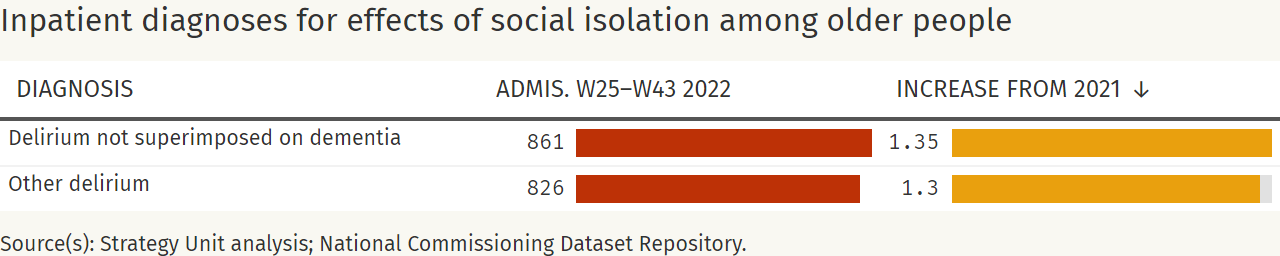 Inpatient diagnoses for effects of social isolation among older people
DIAGNOSIS ADMIS. W25–W43 2022 INCREASE FROM 2021 ↓
Delirium not superimposed on dementia 861 1.35
Other delirium 826 1.3
Source(s): Strategy Unit analysis; National Commissioning Dataset Repository.